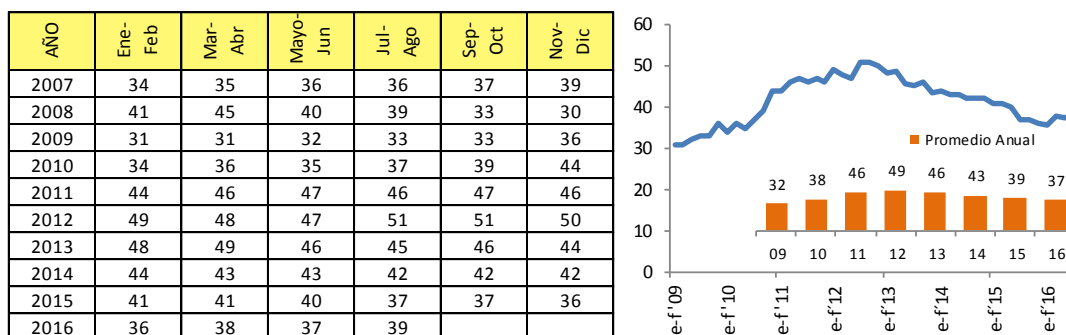 AÑO Ene-Feb Mar-Abr Mayo-Jun Jul-Ago Sep-Oct Nov-Dic
2007 34 35 36 36 37 39
2008 41 45 40 39 33 30
2009 31 31 32 33 33 36
2010 34 36 35 37 39 44
2011 44 46 47 46 47 46
2012 49 48 47 51 51 50
2013 48 49 46 45 46 44
2014 44 43 43 42 42 42
2015 41 41 40 37 37 36
2016 36 38 37 39
60
50
40
30
20
10
0
Promedio Anual
32 38 46 49 46 43 39 37
09 10 11 12 13 14 15 16
e-f'09 e-f'10 e-f'11 e-f'12 e-f'13 e-f'14 e-f'15 e-f'16